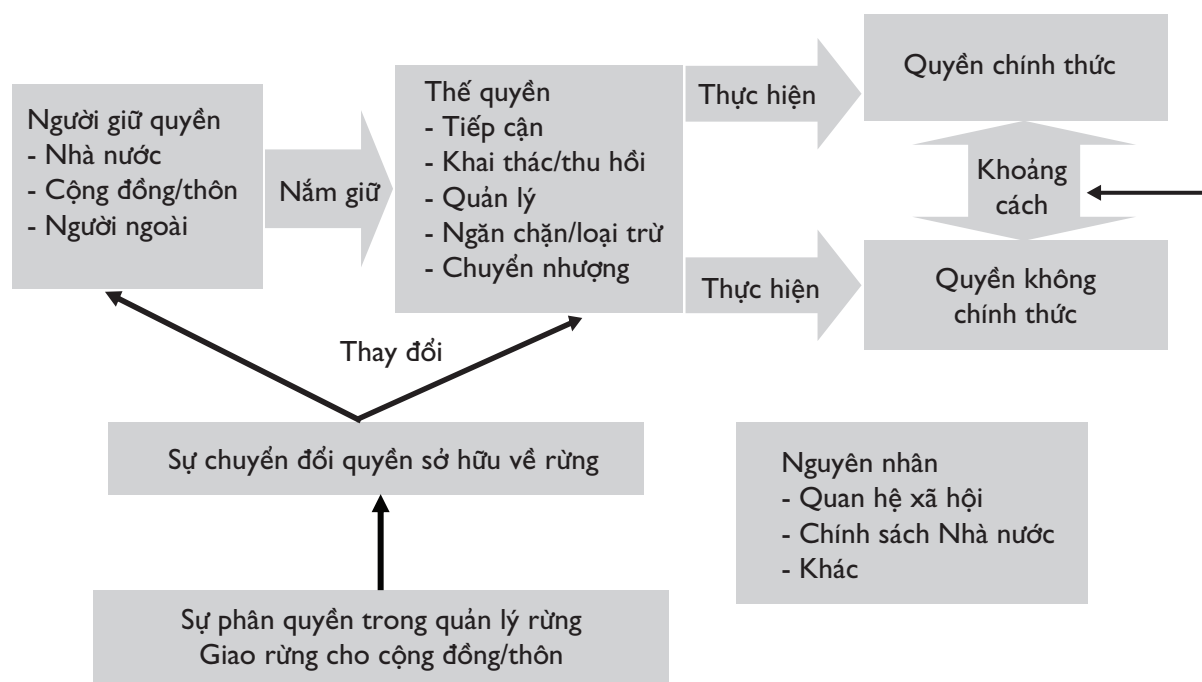 Người giữ quyền
- Nhà nước
- Cộng đồng/thôn
- Người ngoài
Nắm giữ
Thế quyền
- Tiếp cận
- Khai thác/thu hồi
- Quản lý
- Ngăn chặn/loại trừ
- Chuyển nhượng
Thực hiện
Quyền chính thức
Khoảng
cách
Thực hiện
Quyền không
chính thức
Thay đổi
Sự chuyển đổi quyền sở hữu về rừng
Nguyên nhân
- Quan hệ xã hội
- Chính sách Nhà nước
- Khác
Sự phân quyền trong quản lý rừng
Giao rừng cho cộng đồng/thôn